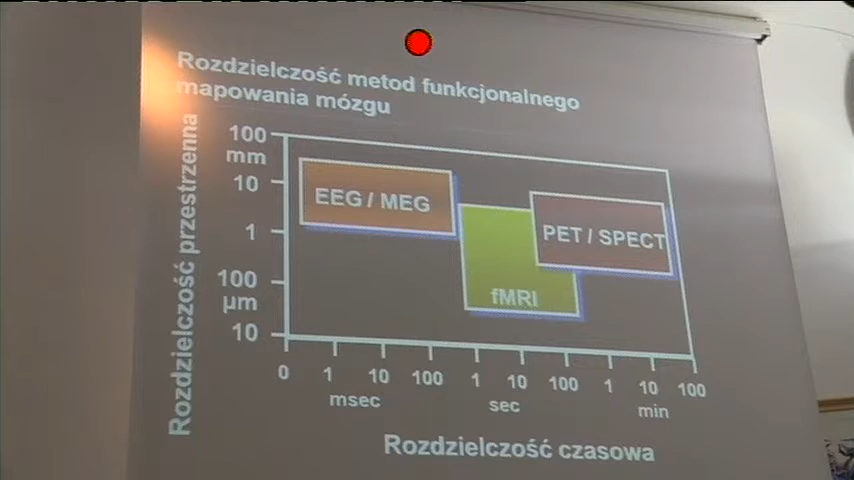 Rozdzielczość metod funkcjonalnego
mapowania mózgu
Rozdzielczość przestrzenna
100
mm
10
1
100
µm
10
EEG / MEG
PET / SPECT
fMRI
0 1 10 100 1 10 100 1 10 100
msec sec min
Rozdzielczość czasowa